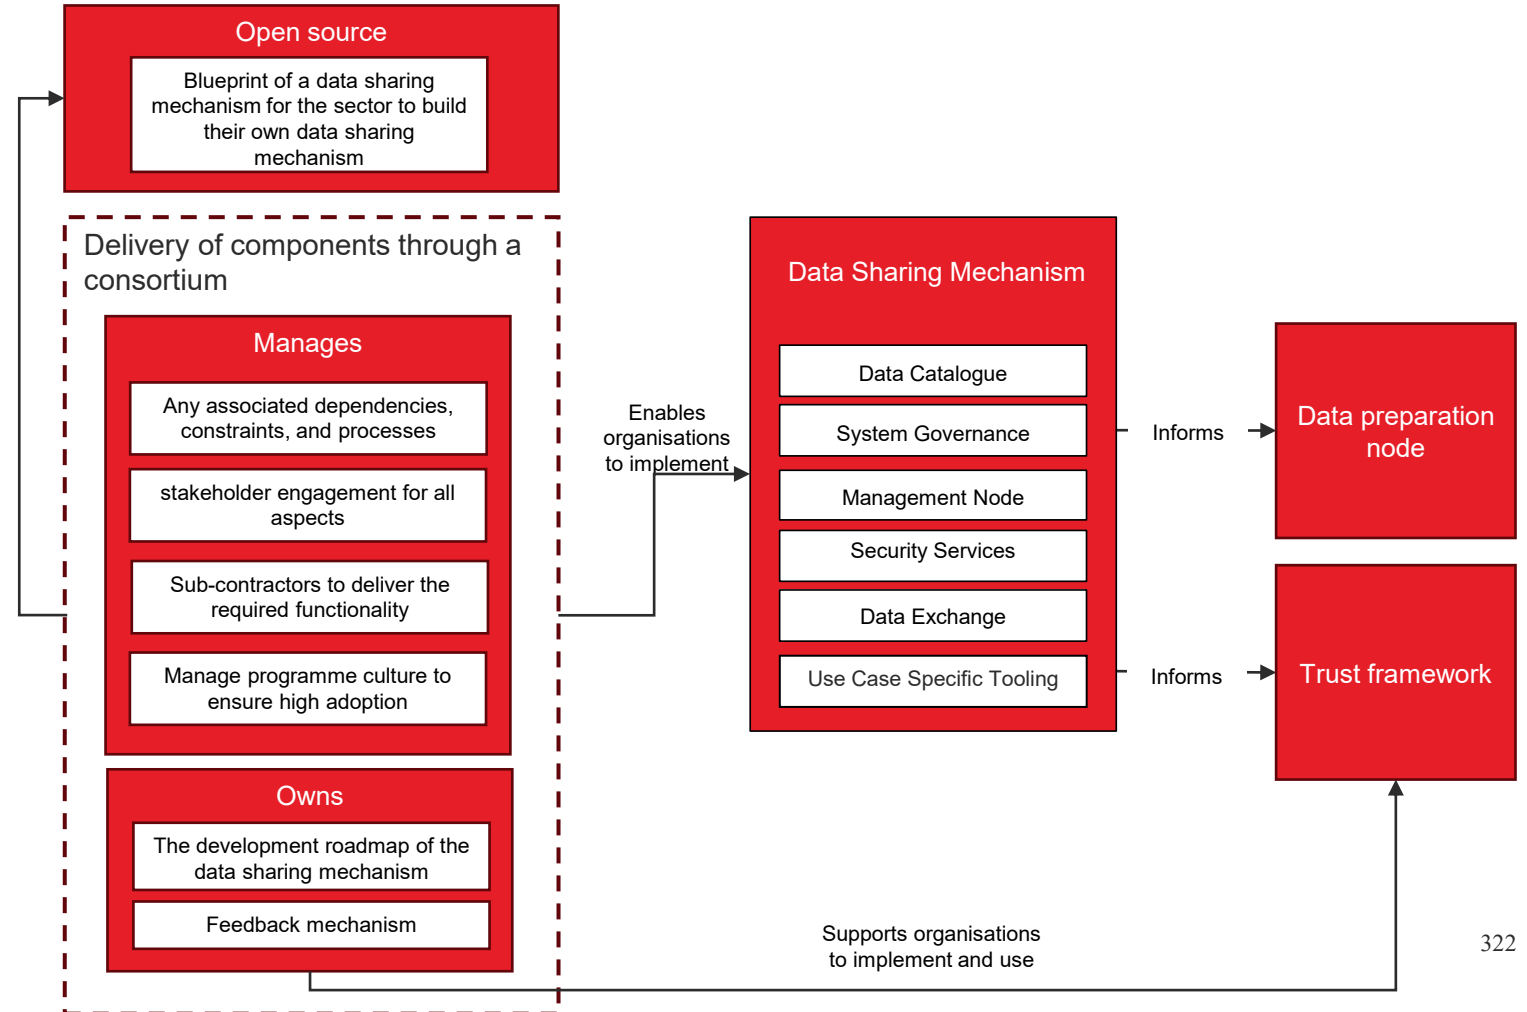 Open source
Blueprint of a data sharing
mechanism for the sector to build
their own data sharing
mechanism
Delivery of components through a
consortium
Manages
Any associated dependencies,
constraints, and processes
stakeholder engagement for all
aspects
Sub-contractors to deliver the
required functionality
Manage programme culture to
ensure high adoption
Owns
The development roadmap of the
data sharing mechanism
Feedback mechanism
Enables
organisations
to implement
Data Sharing Mechanism
Data Catalogue
System Governance
Management Node
Security Services
Data Exchange
Use Case Specific Tooling
Informs
Data preparation
node
Informs
Trust framework
Supports organisations
to implement and use
322